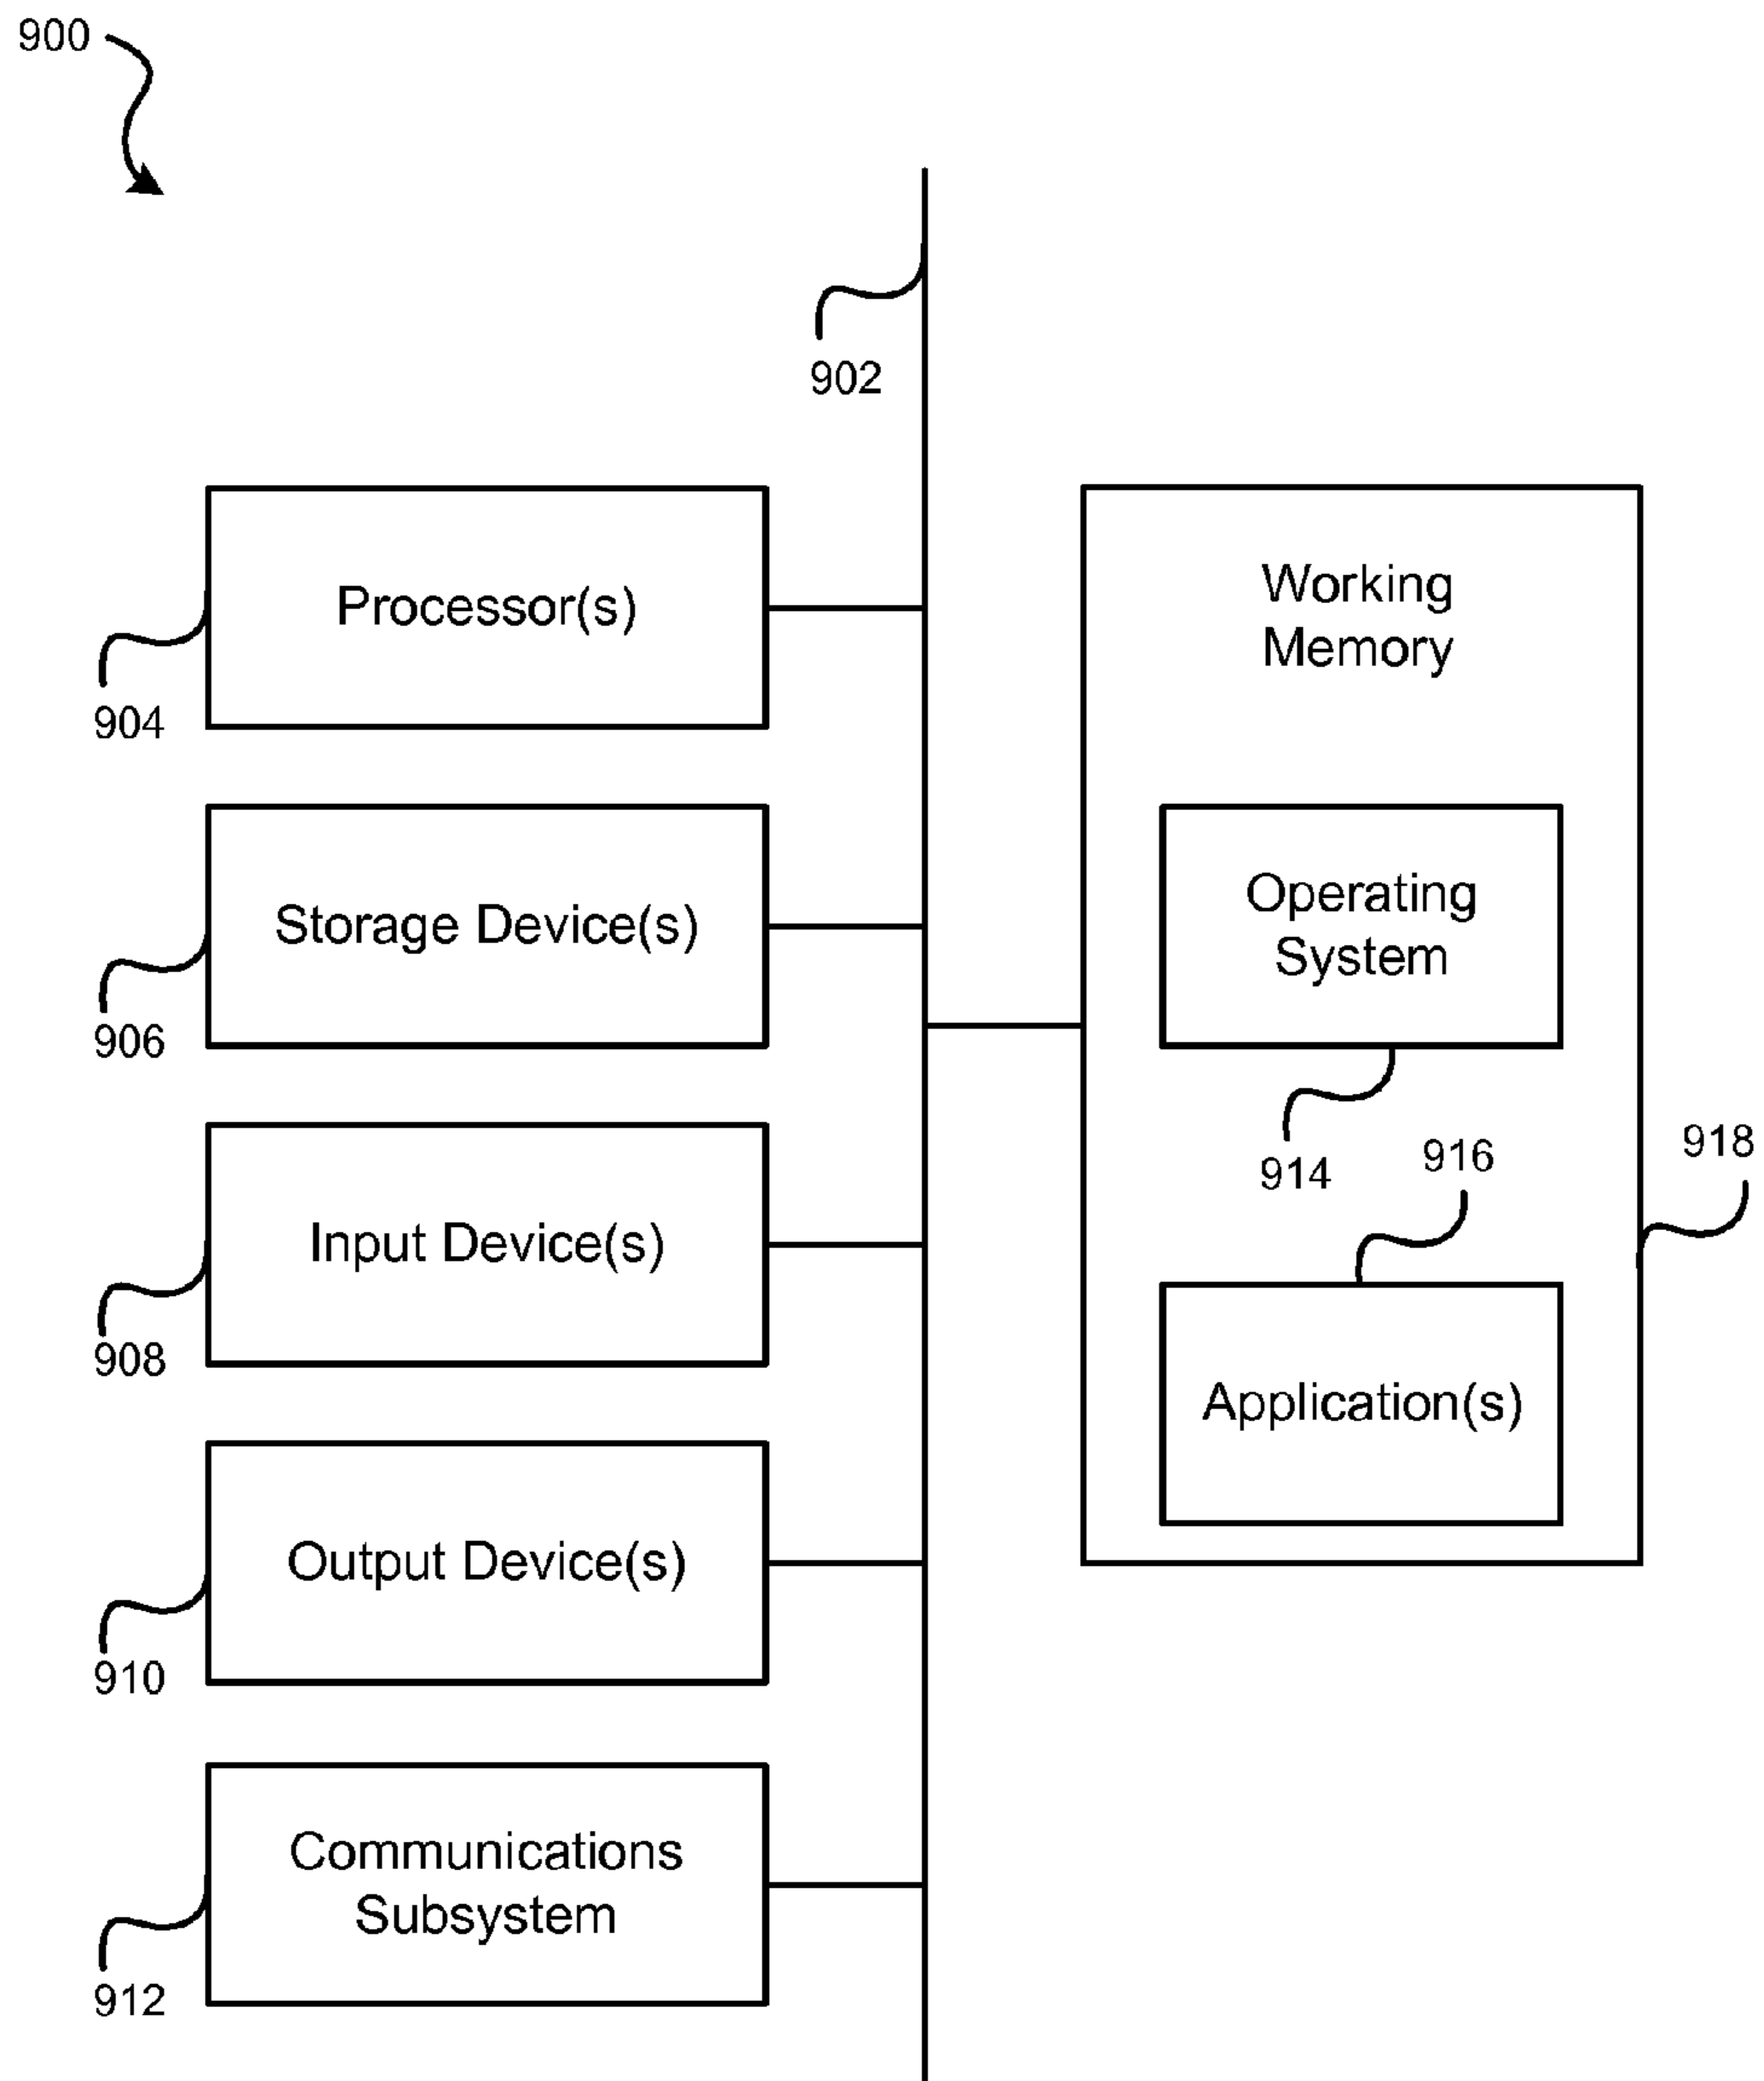 900
902
Processor(s)
904
Storage Device(s)
906
Input Device(s)
908
Output Device(s)
910
Communications
Subsystem
912
Working
Memory
Operating
System
914
916
918
Application(s)